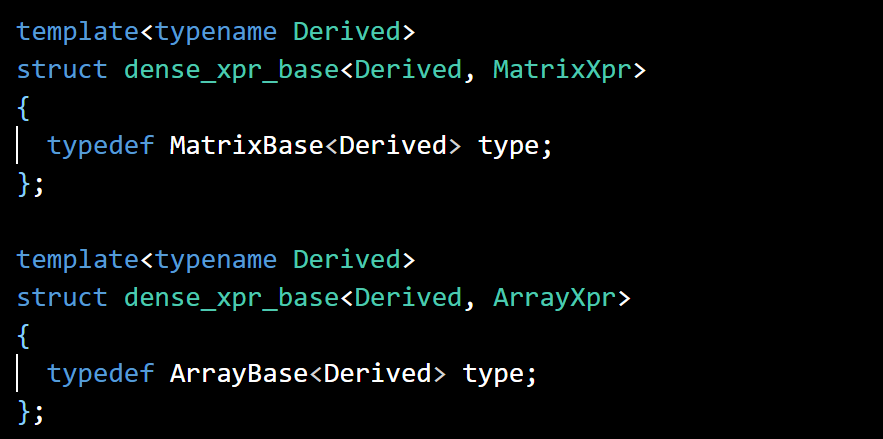 template<typename Derived>
struct dense_xpr_base<Derived, MatrixXpr>
{
  typedef MatrixBase<Derived> type;
};

template<typename Derived>
struct dense_xpr_base<Derived, ArrayXpr>
{
  typedef ArrayBase<Derived> type;
};